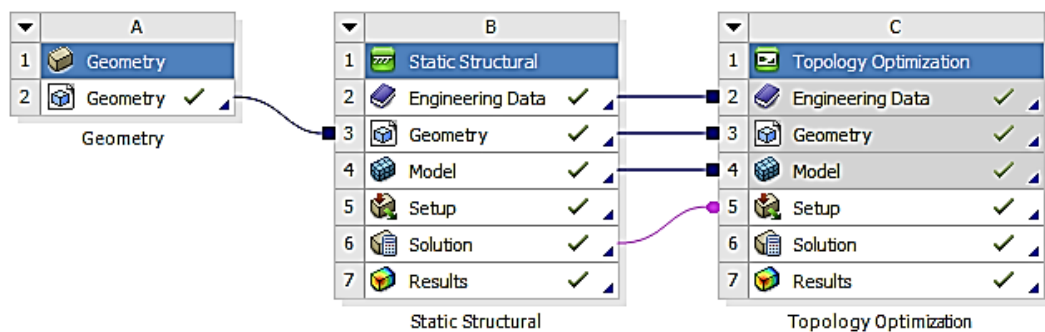 A
1 Geometry
2 Geometry
Geometry
B
1 Static Structural
2 Engineering Data
3 Geometry
4 Model
5 Setup
6 Solution
7 Results
Static Structural
C
1 Topology Optimization
2 Engineering Data
3 Geometry
4 Model
5 Setup
6 Solution
7 Results
Topology Optimization